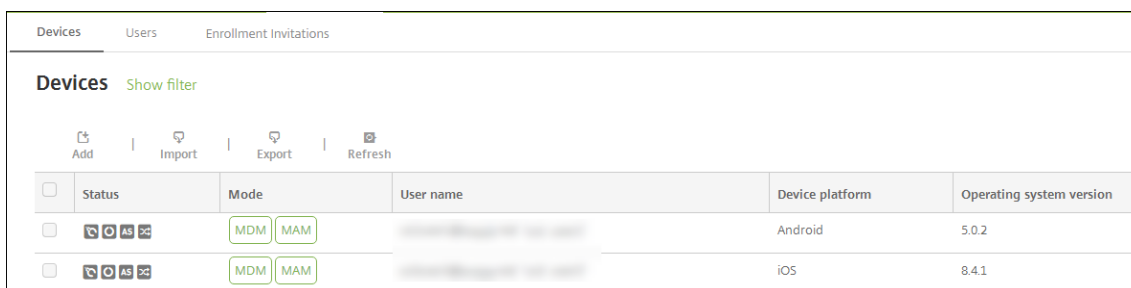 Devices Users Enrollment Invitations
Devices Show filter
Add | Import | Export | Refresh
Status Mode User name Device platform Operating system version
AS MDM MAM Android 5.0.2
AS MDM MAM iOS 8.4.1